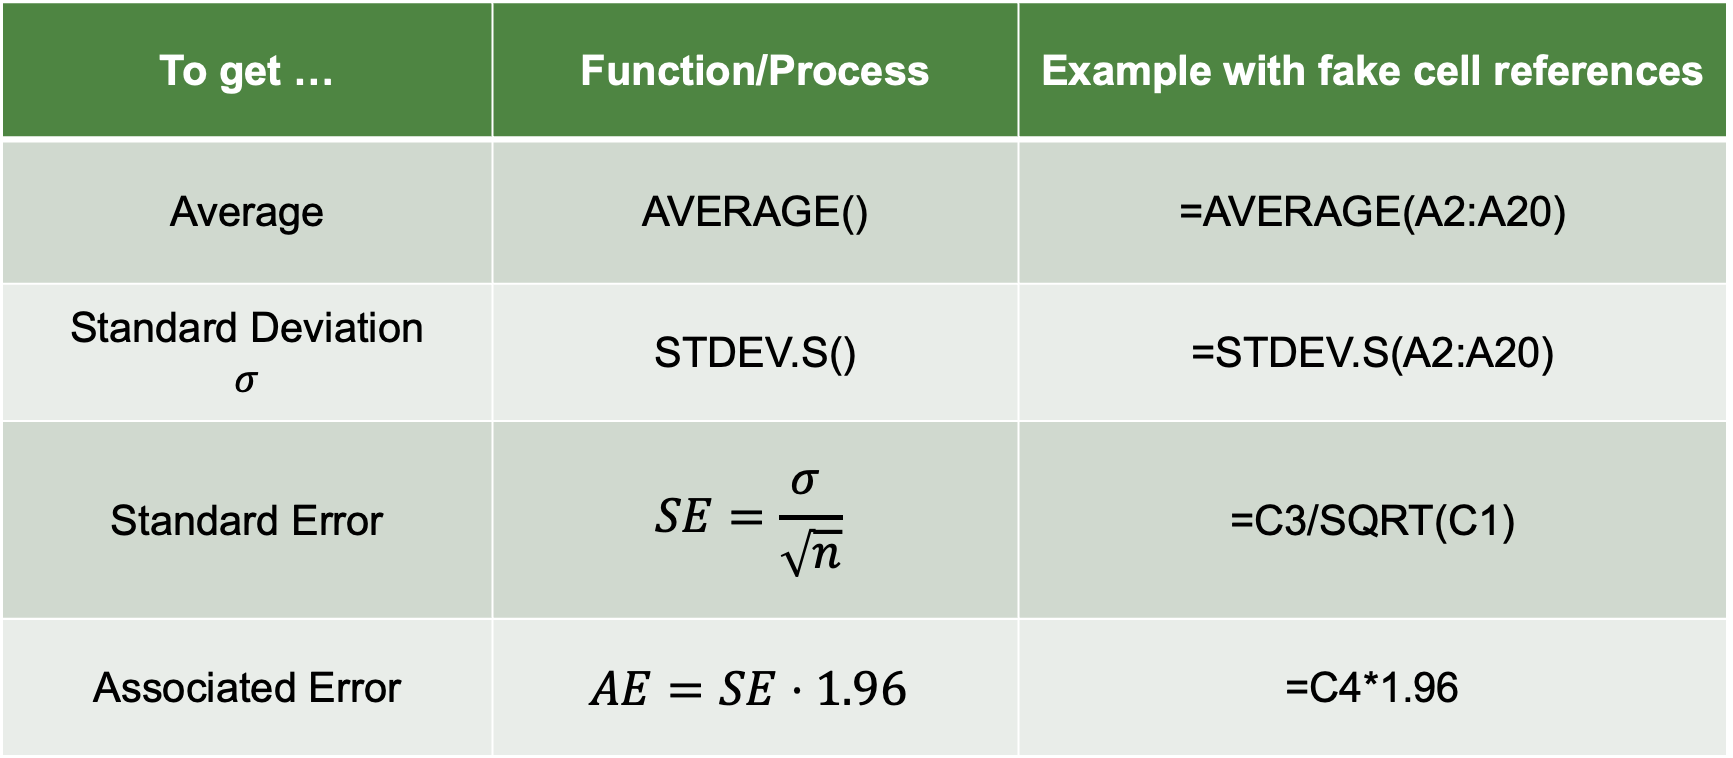 To get …
Function/Process
Example with fake cell references
Average
AVERAGE()
=AVERAGE(A2:A20)
Standard Deviation
σ
STDEV.S()
=STDEV.S(A2:A20)
Standard Error
SE = σ/√n
=C3/SQRT(C1)
Associated Error
AE = SE · 1.96
=C4*1.96